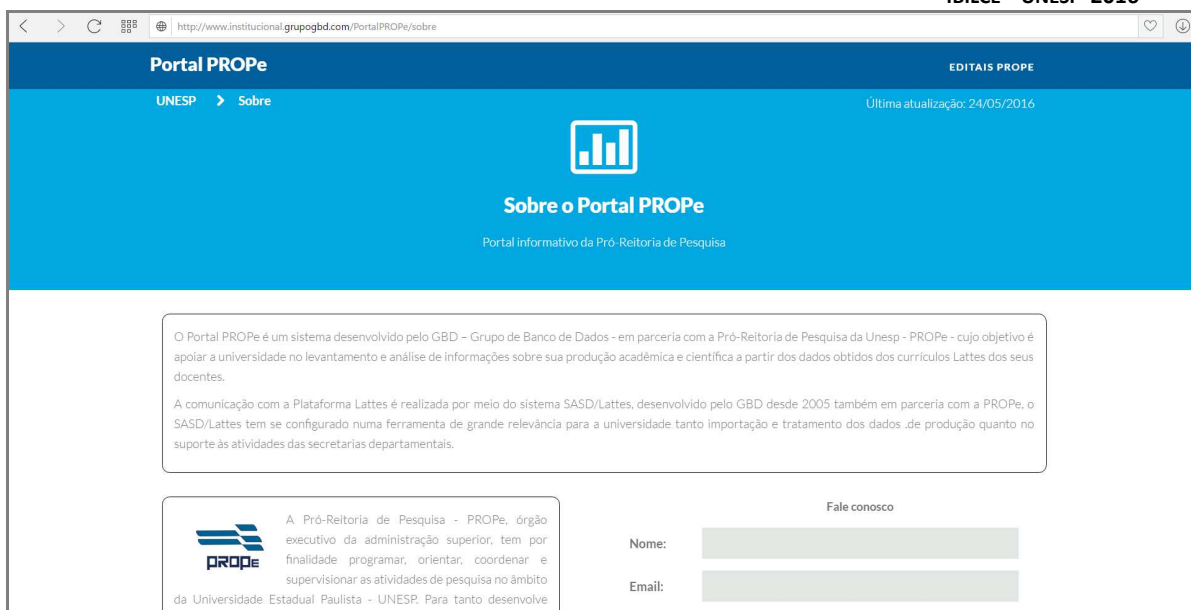 IBILCE – UNESP 2016
http://www.institucional.grupogbd.com/PortalPROPe/sobre
Portal PROPe
EDITAIS PROPE
UNESP > Sobre
Última atualização: 24/05/2016
Sobre o Portal PROPe
Portal informativo da Pró-Reitoria de Pesquisa
O Portal PROPe é um sistema desenvolvido pelo GBD – Grupo de Banco de Dados - em parceria com a Pró-Reitoria de Pesquisa da Unesp - PROPe - cujo objetivo é
apoiar a universidade no levantamento e análise de informações sobre sua produção acadêmica e científica a partir dos dados obtidos dos currículos Lattes dos seus
docentes.
A comunicação com a Plataforma Lattes é realizada por meio do sistema SASD/Lattes, desenvolvido pelo GBD desde 2005 também em parceria com a PROPe, o
SASD/Lattes tem se configurado numa ferramenta de grande relevância para a universidade tanto importação e tratamento dos dados .de produção quanto no
suporte às atividades das secretarias departamentais.
PROPE
A Pró-Reitoria de Pesquisa - PROPe, órgão
executivo da administração superior, tem por
finalidade programar, orientar, coordenar e
supervisionar as atividades de pesquisa no âmbito
da Universidade Estadual Paulista - UNESP. Para tanto desenvolve
Fale conosco
Nome:
Email: